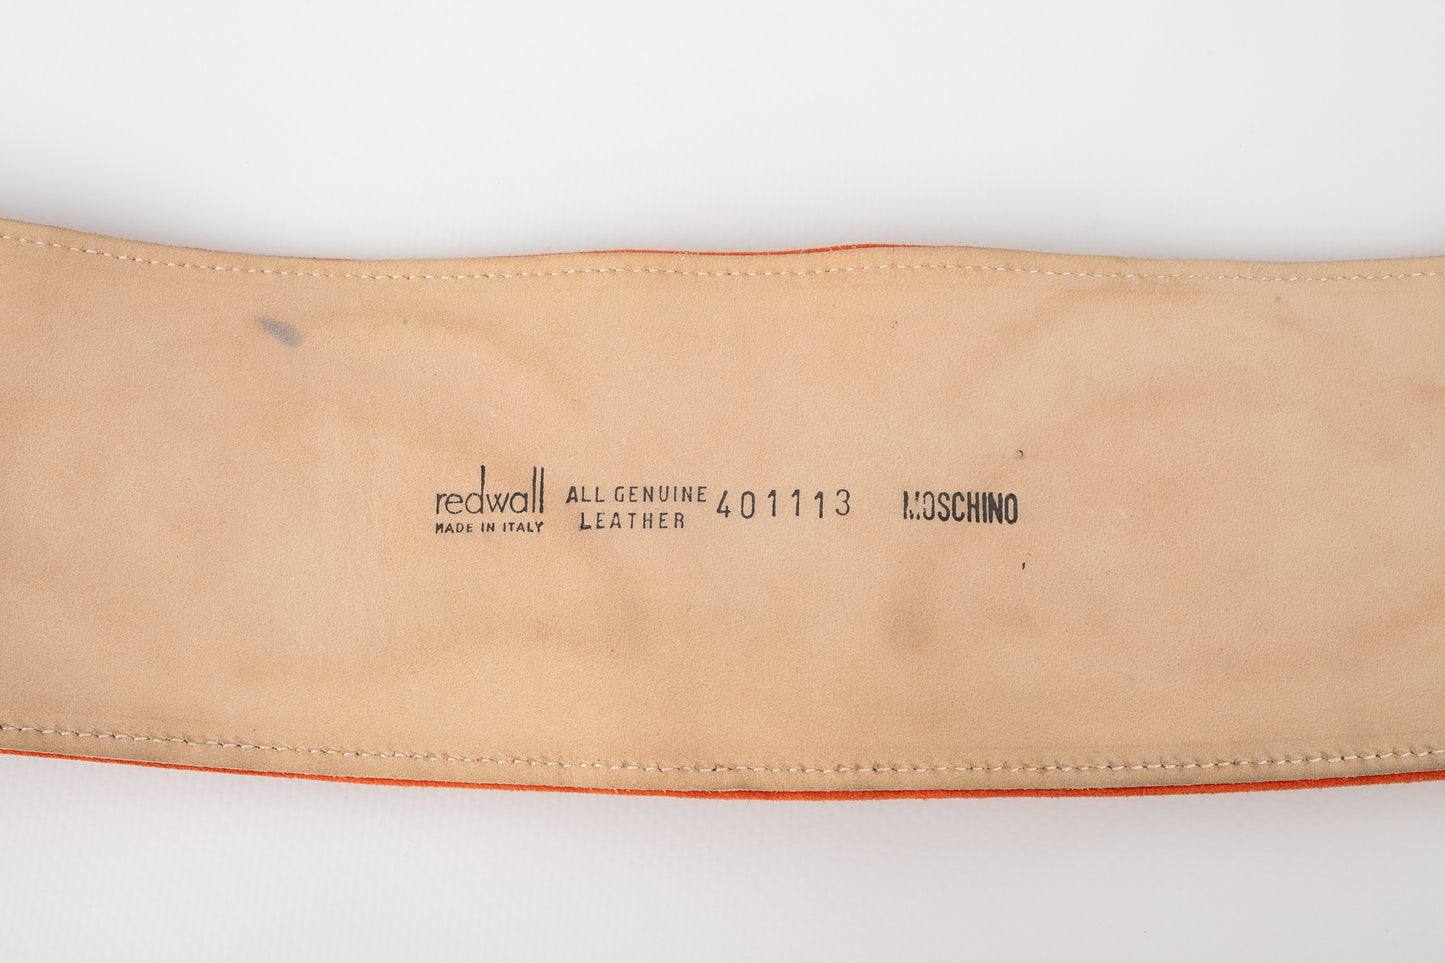 redwall
MADE IN ITALY
ALL GENUINE
LEATHER
401113
MOSCHINO